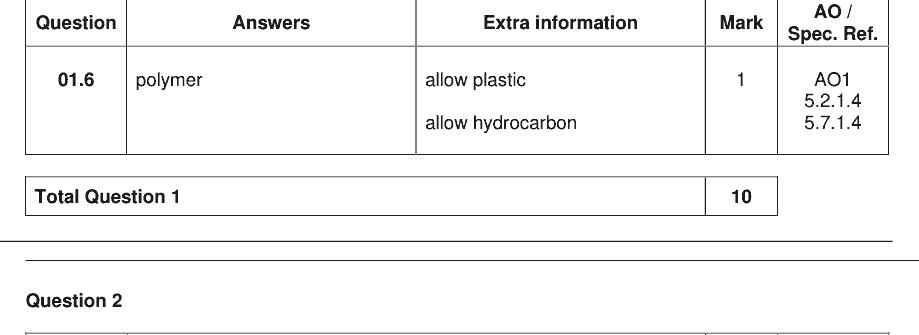 Question Answers Extra information Mark AO /
Spec. Ref.
01.6 polymer allow plastic 1 AO1
5.2.1.4
allow hydrocarbon 5.7.1.4
Total Question 1 10
Question 2